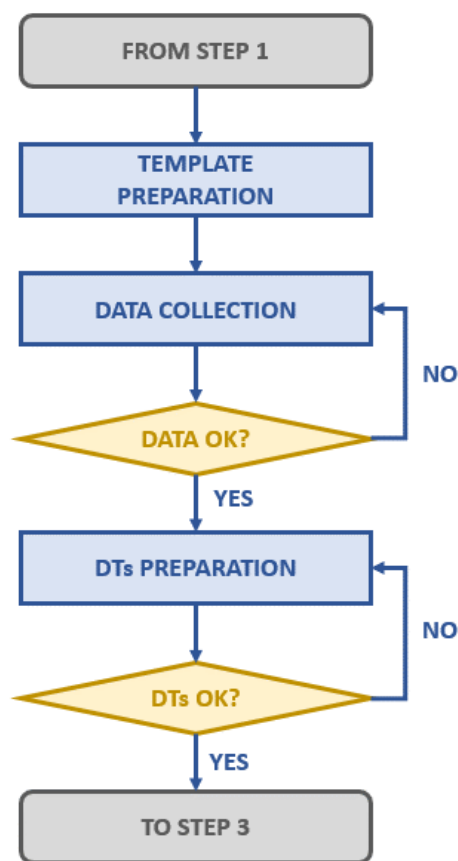 FROM STEP 1
TEMPLATE
PREPARATION
DATA COLLECTION
NO
DATA OK?
YES
DTs PREPARATION
NO
DTs OK?
YES
TO STEP 3